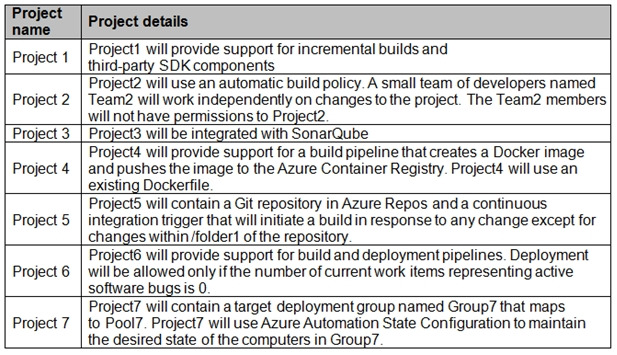 Project
name
Project details
Project 1
Project1 will provide support for incremental builds and
third-party SDK components
Project 2
Project2 will use an automatic build policy. A small team of developers named
Team2 will work independently on changes to the project. The Team2 members
will not have permissions to Project2.
Project 3
Project3 will be integrated with SonarQube
Project 4
Project4 will provide support for a build pipeline that creates a Docker image
and pushes the image to the Azure Container Registry. Project4 will use an
existing Dockerfile.
Project 5
Project5 will contain a Git repository in Azure Repos and a continuous
integration trigger that will initiate a build in response to any change except for
changes within /folder1 of the repository.
Project 6
Project6 will provide support for build and deployment pipelines. Deployment
will be allowed only if the number of current work items representing active
software bugs is 0.
Project 7
Project7 will contain a target deployment group named Group7 that maps
to Pool7. Project7 will use Azure Automation State Configuration to maintain
the desired state of the computers in Group7.